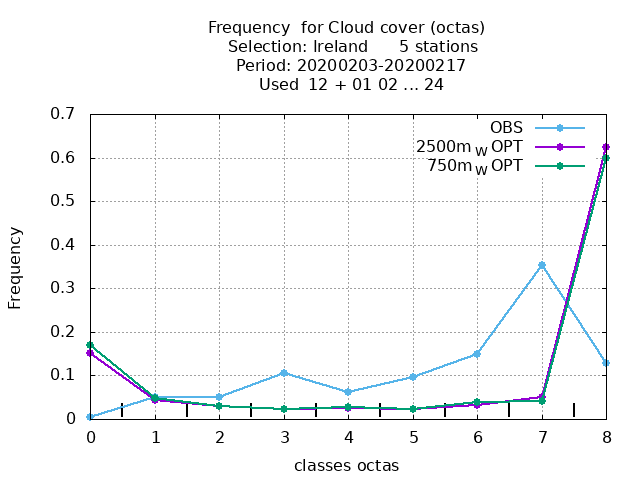 Frequency for Cloud cover (octas)
Selection: Ireland 5 stations
Period: 20200203-20200217
Used 12 + 01 02 ... 24
OBS
2500m W OPT
750m W OPT
Frequency
0.7
0.6
0.5
0.4
0.3
0.2
0.1
0
0 1 2 3 4 5 6 7 8
classes octas